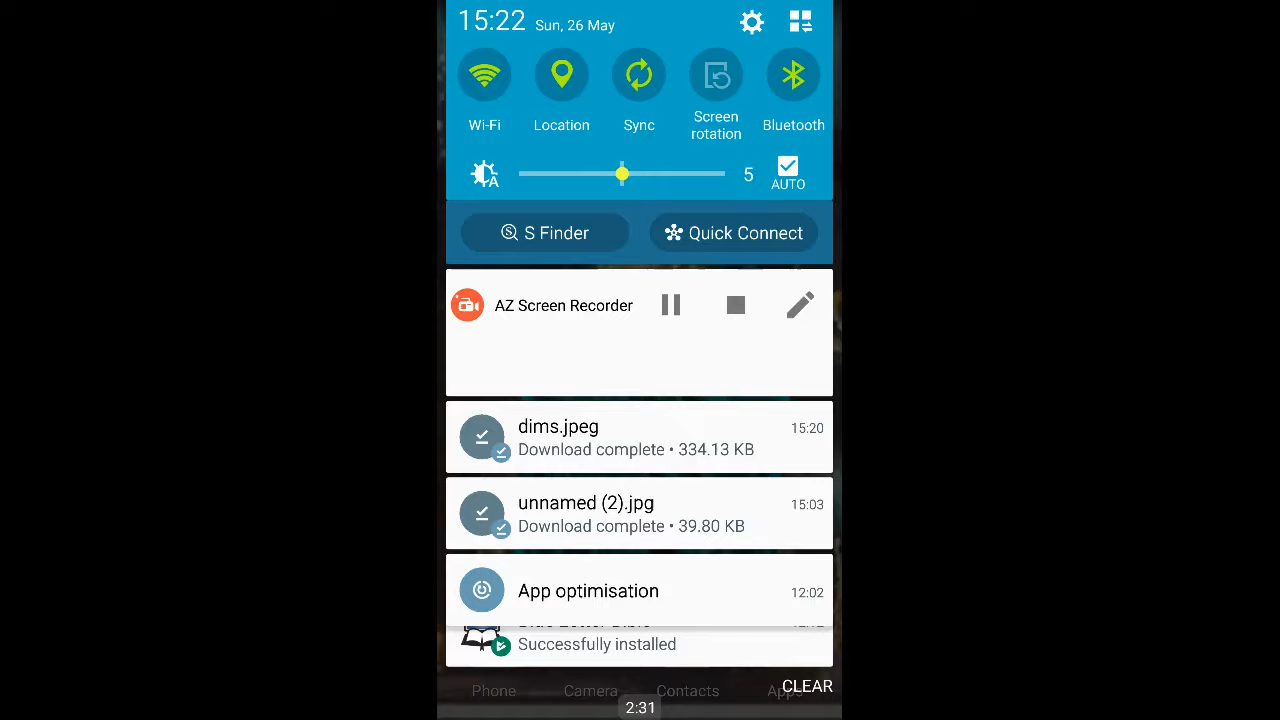 15:22 Sun, 26 May
Wi-Fi
Location
Sync
Screen
rotation
Bluetooth
A
5
AUTO
S Finder
Quick Connect
AZ Screen Recorder
dims.jpeg
15:20
Download complete • 334.13 KB
unnamed (2).jpg
15:03
Download complete • 39.80 KB
App optimisation
12:02
Successfully installed
CLEAR
Phone
Camera
Contacts
Apps
2:31